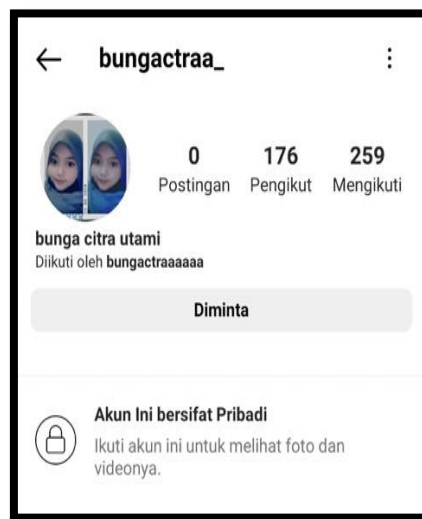 bungactraa_
0 176 259
Postingan Pengikut Mengikuti
bunga citra utami
Diikuti oleh bungactraaaaaa
Diminta
Akun Ini bersifat Pribadi
Ikuti akun ini untuk melihat foto dan
videonya.